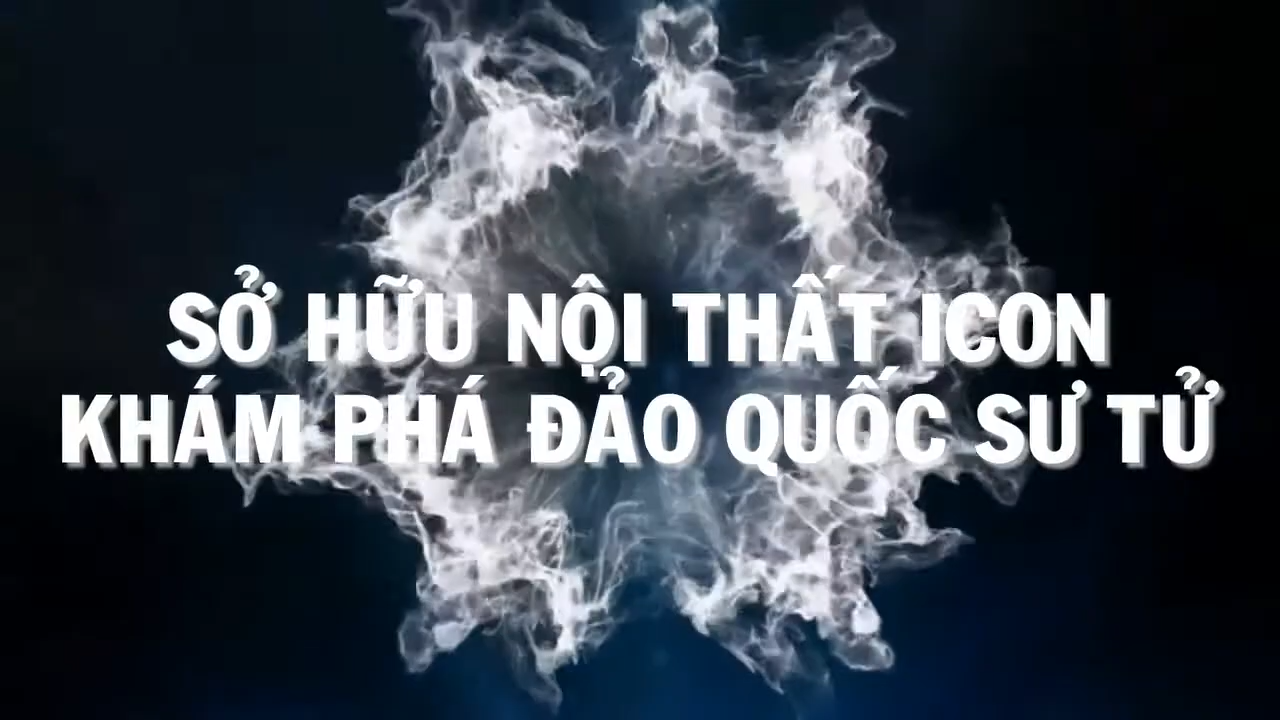 SỞ HỮU NỘI THẤT ICON
KHÁM PHÁ ĐẢO QUỐC SƯ TỬ